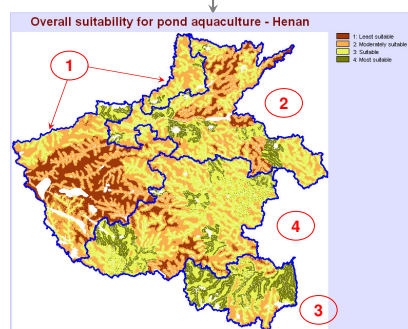 Overall suitability for pond aquaculture - Henan
1: Least suitable
2: Moderately suitable
3: Suitable
4: Most suitable
1
2
4
3